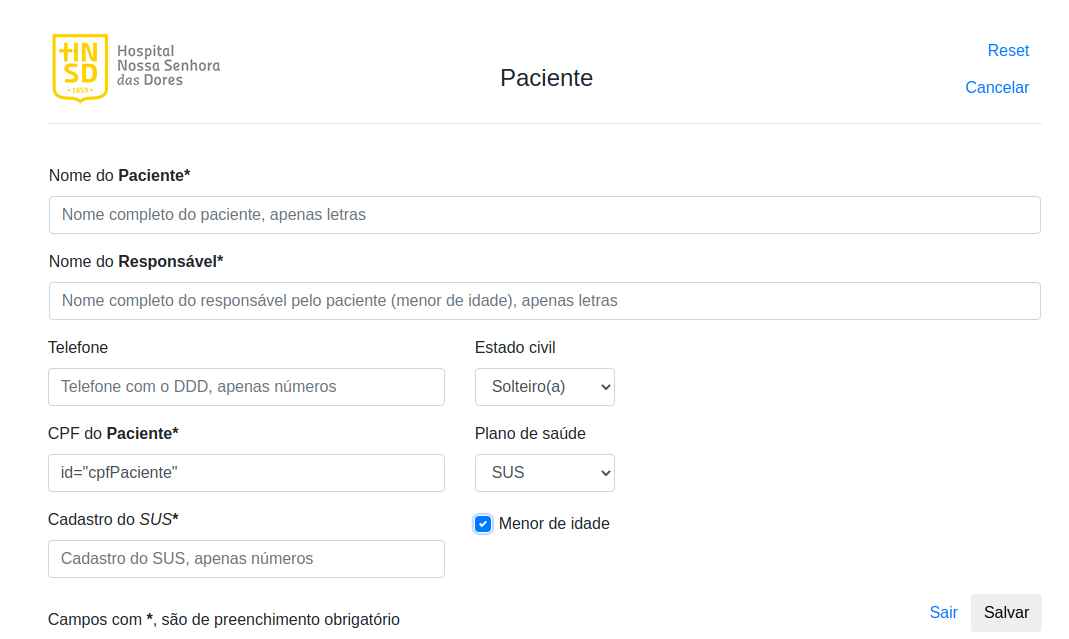 HN
SD
• 1859 •
Hospital
Nossa Senhora
das Dores
Paciente
Reset
Cancelar
Nome do Paciente*
Nome completo do paciente, apenas letras
Nome do Responsável*
Nome completo do responsável pelo paciente (menor de idade), apenas letras
Telefone
Estado civil
Telefone com o DDD, apenas números
Solteiro(a)
CPF do Paciente*
Plano de saúde
id="cpfPaciente"
SUS
Cadastro do SUS*
Menor de idade
Cadastro do SUS, apenas números
Campos com *, são de preenchimento obrigatório
Sair
Salvar